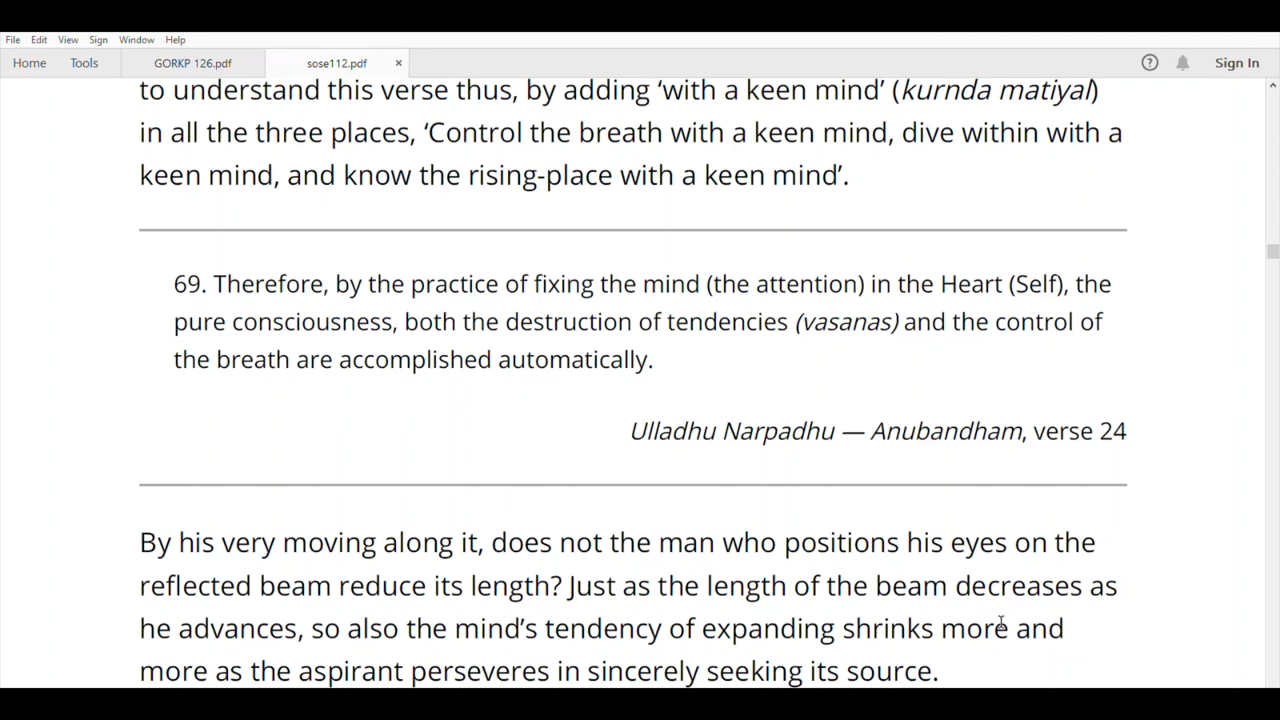 File Edit View Sign Window Help
Home Tools GORKP 126.pdf sose112.pdf × ? Sign In
to understand this verse thus, by adding ‘with a keen mind’ (kurnda matiyal)
in all the three places, ‘Control the breath with a keen mind, dive within with a
keen mind, and know the rising-place with a keen mind’.
69. Therefore, by the practice of fixing the mind (the attention) in the Heart (Self), the
pure consciousness, both the destruction of tendencies (vasanas) and the control of
the breath are accomplished automatically.
Ulladhu Narpadhu — Anubandham, verse 24
By his very moving along it, does not the man who positions his eyes on the
reflected beam reduce its length? Just as the length of the beam decreases as
he advances, so also the mind’s tendency of expanding shrinks more and
more as the aspirant perseveres in sincerely seeking its source.